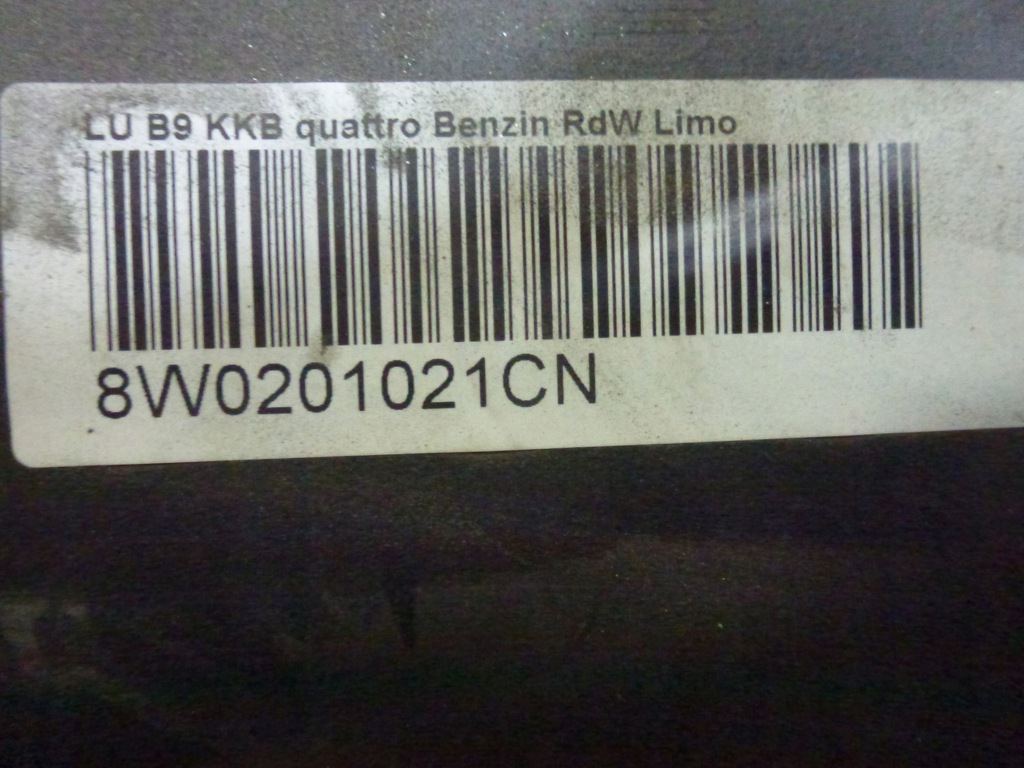 LU B9 KKB quattro Benzin RdW Limo
8W0201021CN